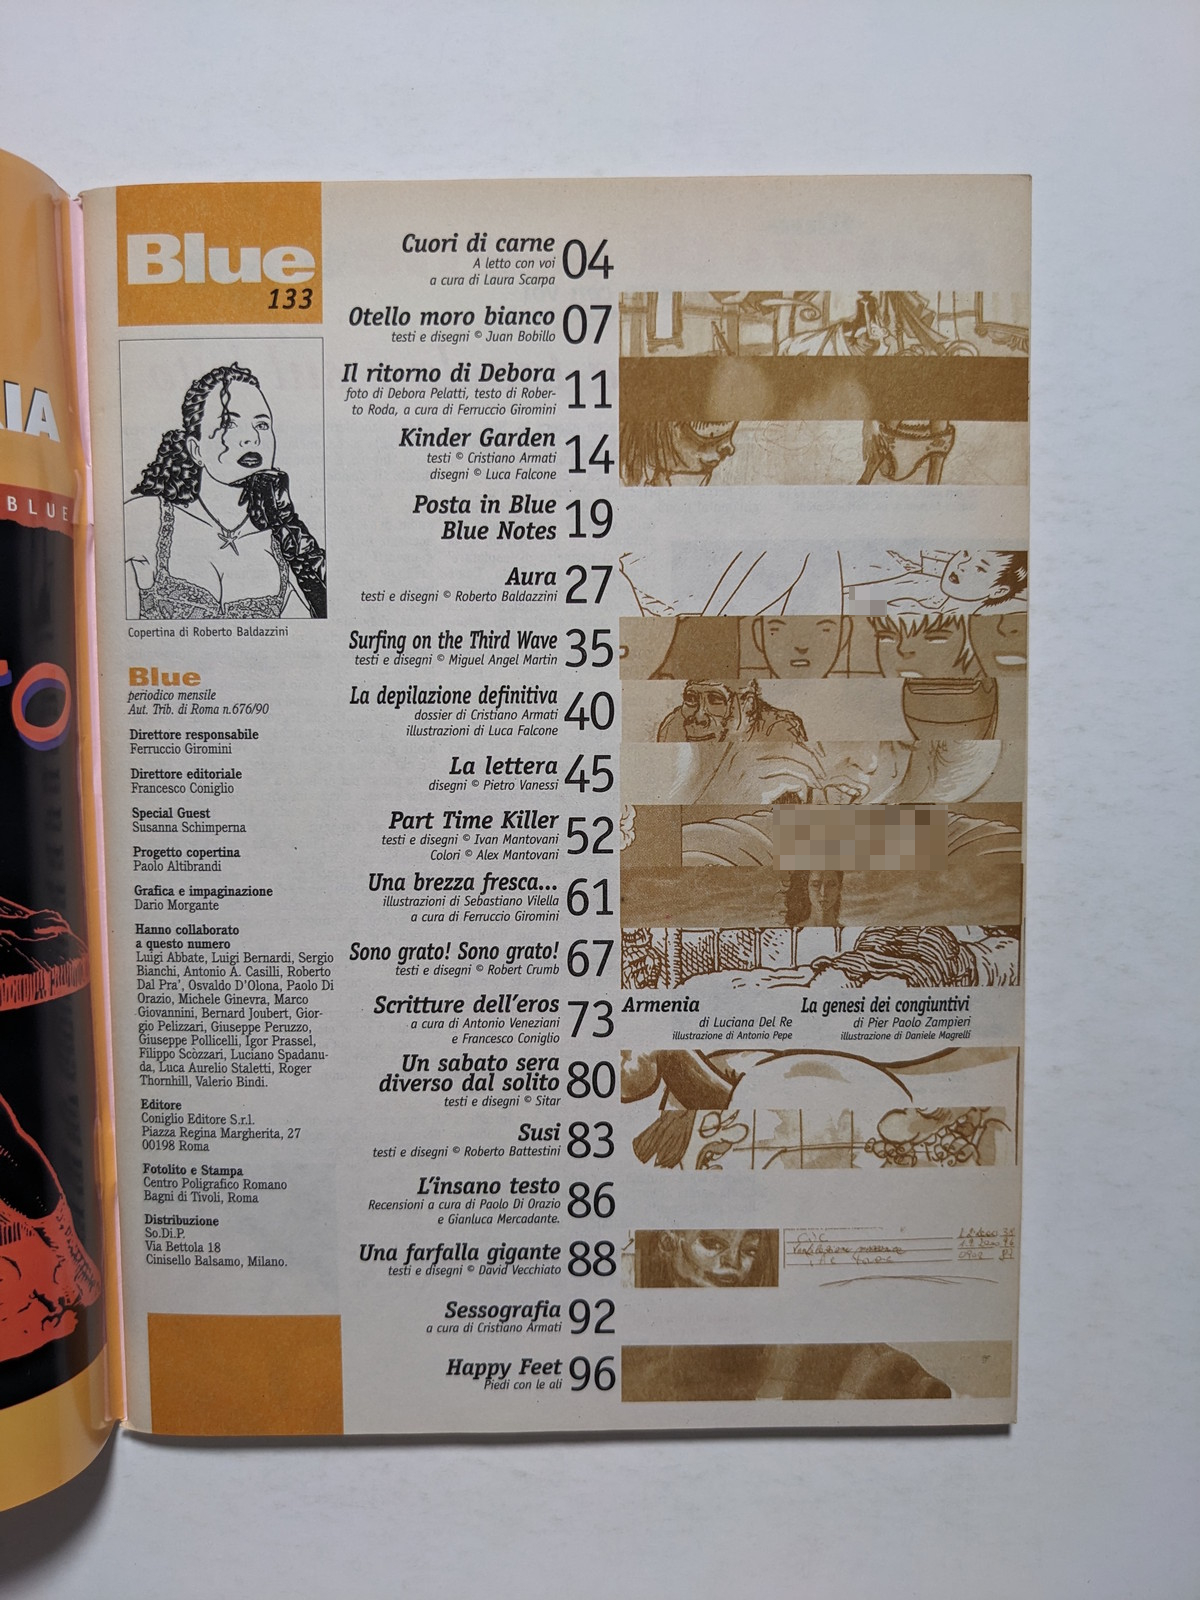 IA
BLUE
TO
Blue
133
Copertina di Roberto Baldazzini
Blue
periodico mensile
Aut. Trib. di Roma n.676/90
Direttore responsabile
Ferruccio Giromini
Direttore editoriale
Francesco Coniglio
Special Guest
Susanna Schimperna
Progetto copertina
Paolo Altibrandi
Grafica e impaginazione
Dario Morgante
Hanno collaborato
a questo numero
Luigi Abbate, Luigi Bernardi, Sergio
Bianchi, Antonio A. Casilli, Roberto
Dal Pra', Osvaldo D'Olona, Paolo Di
Orazio, Michele Ginevra, Marco
Giovannini, Bernard Joubert, Gior-
gio Pelizzari, Giuseppe Peruzzo,
Giuseppe Pollicelli, Igor Prassel,
Filippo Scòzzari, Luciano Spadanu-
da, Luca Aurelio Staletti, Roger
Thornhill, Valerio Bindi.
Editore
Coniglio Editore S.r.l.
Piazza Regina Margherita, 27
00198 Roma
Fotolito e Stampa
Centro Poligrafico Romano
Bagni di Tivoli, Roma
Distribuzione
So.Di.P.
Via Bettola 18
Cinisello Balsamo, Milano.
Cuori di carne 04
A letto con voi
a cura di Laura Scarpa
Otello moro bianco 07
testi e disegni © Juan Bobillo
Il ritorno di Debora 11
foto di Debora Pelatti, testo di Rober-
to Roda, a cura di Ferruccio Giromini
Kinder Garden 14
testi © Cristiano Armati
disegni © Luca Falcone
Posta in Blue 19
Blue Notes
Aura 27
testi e disegni © Roberto Baldazzini
Surfing on the Third Wave 35
testi e disegni © Miguel Angel Martin
La depilazione definitiva 40
dossier di Cristiano Armati
illustrazioni di Luca Falcone
La lettera 45
disegni © Pietro Vanessi
Part Time Killer 52
testi e disegni © Ivan Mantovani
Colori © Alex Mantovani
Una brezza fresca... 61
illustrazioni di Sebastiano Vilella
a cura di Ferruccio Giromini
Sono grato! Sono grato! 67
testi e disegni © Robert Crumb
Scritture dell'eros 73
a cura di Antonio Veneziani
e Francesco Coniglio
Armenia
di Luciana Del Re
illustrazione di Antonio Pepe
La genesi dei congiuntivi
di Pier Paolo Zampieri
illustrazione di Daniele Magrelli
Un sabato sera 80
diverso dal solito
testi e disegni © Sitar
Susi 83
testi e disegni © Roberto Battestini
L'insano testo 86
Recensioni a cura di Paolo Di Orazio
e Gianluca Mercadante.
Una farfalla gigante 88
testi e disegni © David Vecchiato
Sessografia 92
a cura di Cristiano Armati
Happy Feet 96
Piedi con le ali